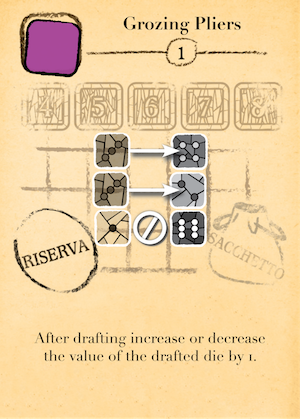 Grozing Pliers
1
4 5 6 7 8
RISERVA
SACCHETTO
After drafting increase or decrease
the value of the drafted die by 1.